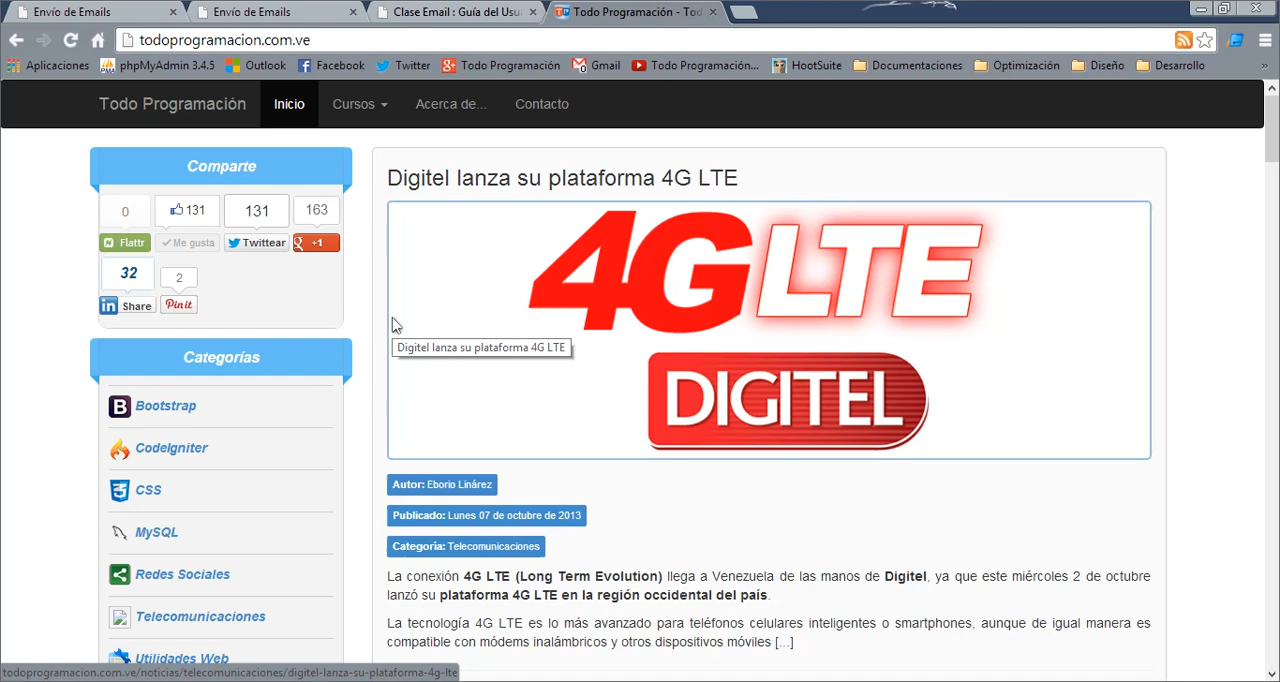 Envío de Emails
Envío de Emails
Clase Email : Guía del Usu
Todo Programación - Tod
todoprogramacion.com.ve
Aplicaciones
phpMyAdmin 3.4.5
Outlook
Facebook
Twitter
Todo Programación
Gmail
Todo Programación...
HootSuite
Documentaciones
Optimización
Diseño
Desarrollo
»
Todo Programación
Inicio
Cursos
Acerca de...
Contacto
Comparte
0
131
131
163
Flattr
Me gusta
Twittear
+1
32
2
in Share
Pin it
Categorías
Bootstrap
CodeIgniter
CSS
MySQL
Redes Sociales
Telecomunicaciones
Utilidades Web
Digitel lanza su plataforma 4G LTE
4G LTE
DIGITEL
Digitel lanza su plataforma 4G LTE
Autor: Eborio Linárez
Publicado: Lunes 07 de octubre de 2013
Categoría: Telecomunicaciones
La conexión 4G LTE (Long Term Evolution) llega a Venezuela de las manos de Digitel, ya que este miércoles 2 de octubre
lanzó su plataforma 4G LTE en la región occidental del país.
La tecnología 4G LTE es lo más avanzado para teléfonos celulares inteligentes o smartphones, aunque de igual manera es
compatible con módems inalámbricos y otros dispositivos móviles [...]
todoprogramacion.com.ve/noticias/telecomunicaciones/digitel-lanza-su-plataforma-4g-lte